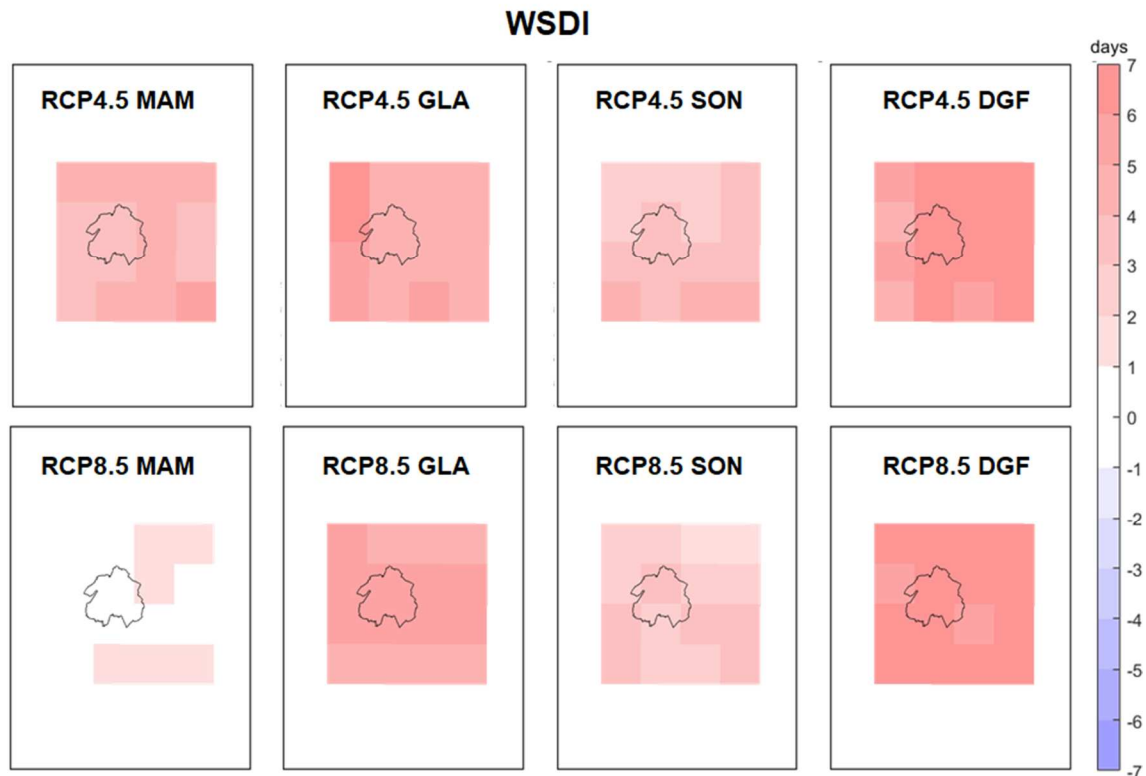 WSDI
days
RCP4.5 MAM
RCP4.5 GLA
RCP4.5 SON
RCP4.5 DGF
RCP8.5 MAM
RCP8.5 GLA
RCP8.5 SON
RCP8.5 DGF
7
6
5
4
3
2
1
0
-1
-2
-3
-4
-5
-6
-7